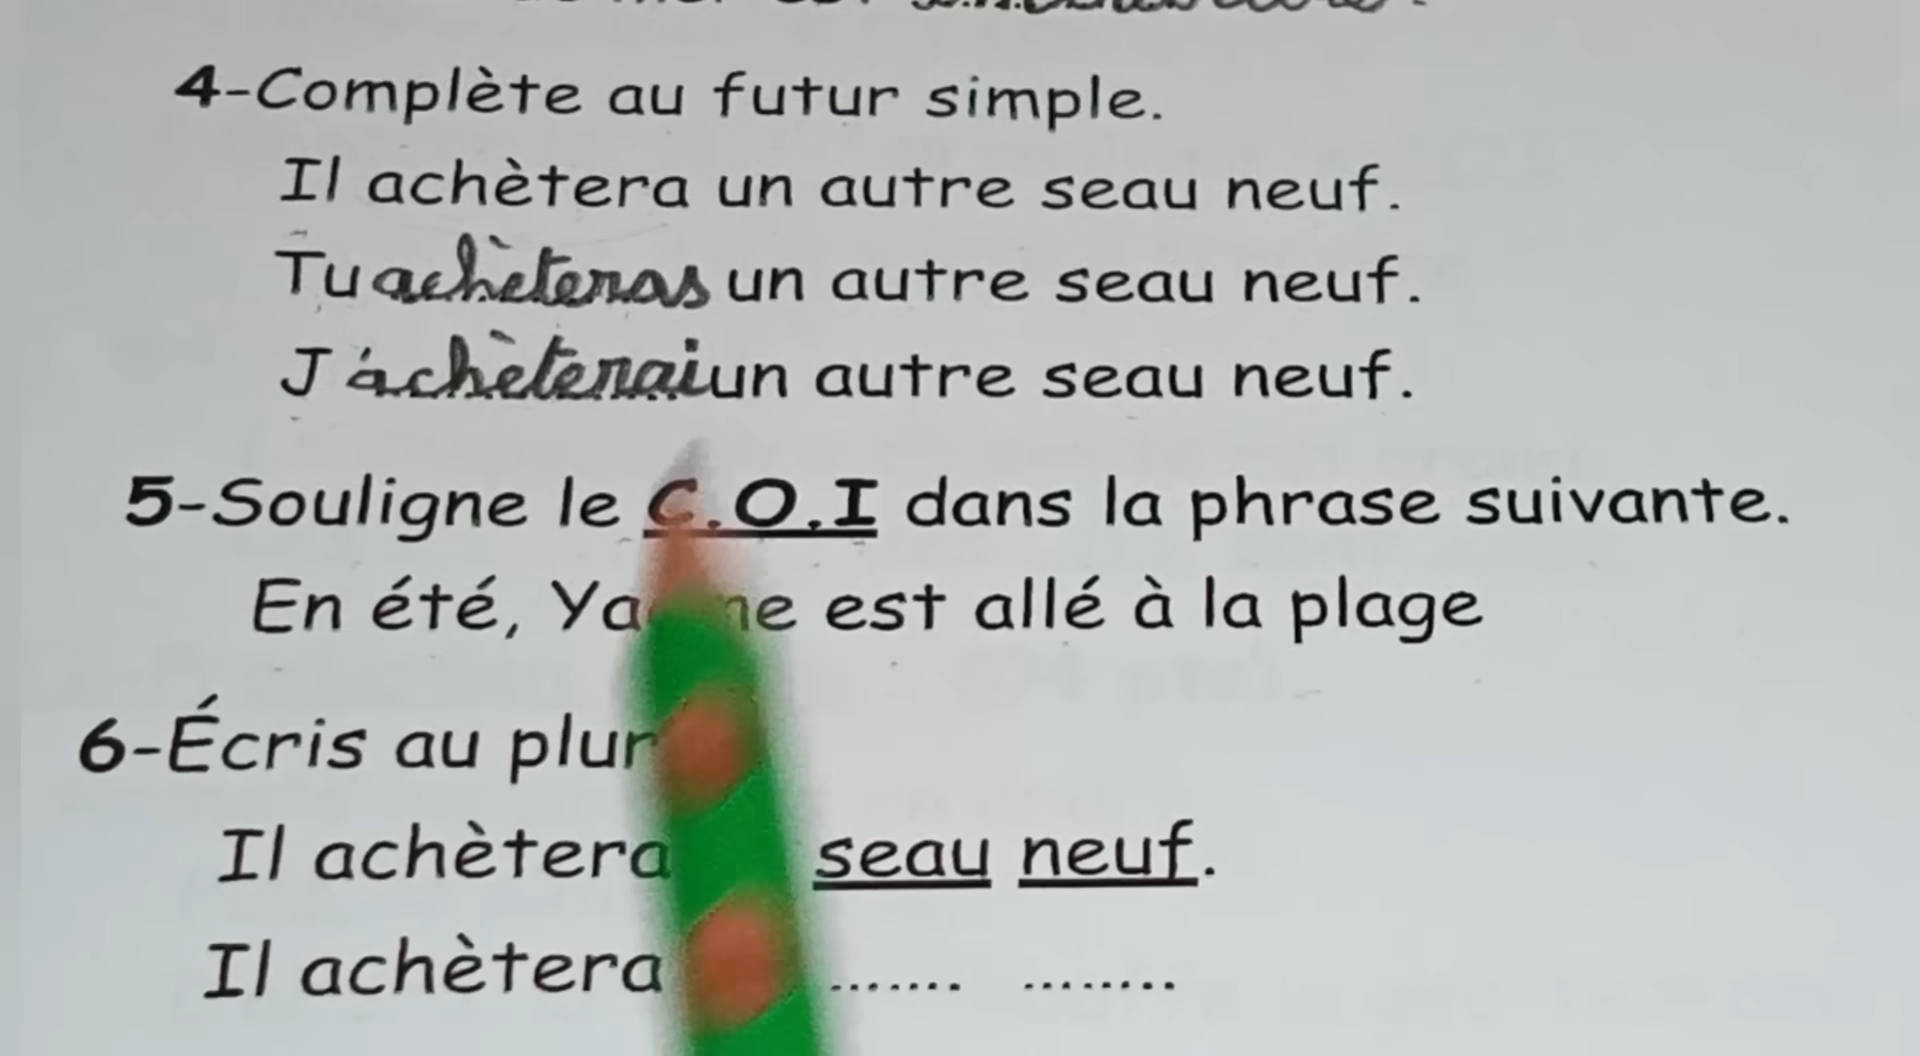 4-Complète au futur simple.
Il achètera un autre seau neuf.
Tu achèteras un autre seau neuf.
J'achèterai un autre seau neuf.
5-Souligne le C.O.I dans la phrase suivante.
En été, est allé à la plage
6-Écris au
Il achètera seau neuf.
Il achètera ....... ........